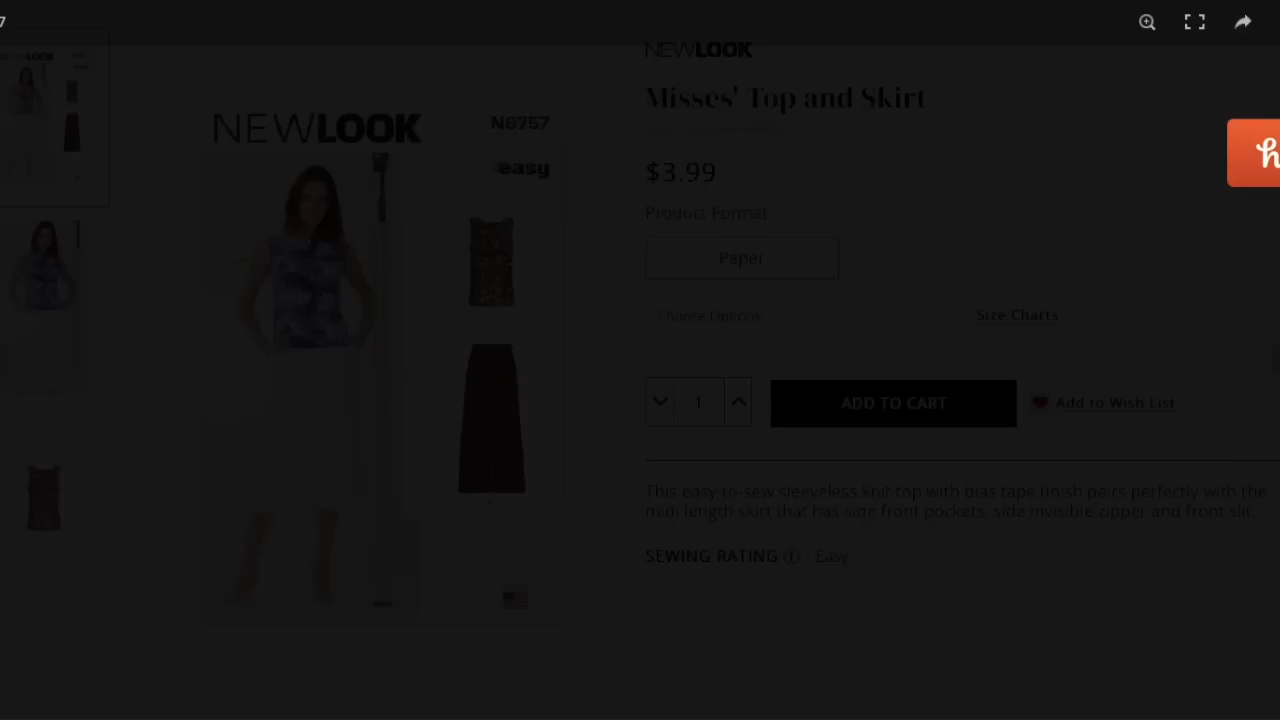 7
NEWLOOK
Misses' Top and Skirt
NEWLOOK
N6757
easy
$3.99
Product Format
Paper
Choose Options
Size Charts
1
ADD TO CART
Add to Wish List
This easy-to-sew sleeveless knit top with bias tape finish pairs perfectly with the
midi length skirt that has side front pockets, side invisible zipper and front slit.
SEWING RATING Easy